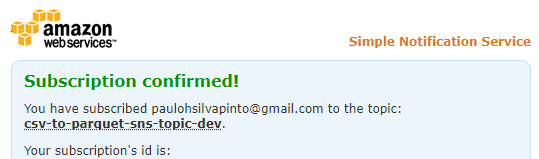 amazon
web services™
Simple Notification Service
Subscription confirmed!
You have subscribed paulohsilvapinto@gmail.com to the topic:
csv-to-parquet-sns-topic-dev.
Your subscription's id is: